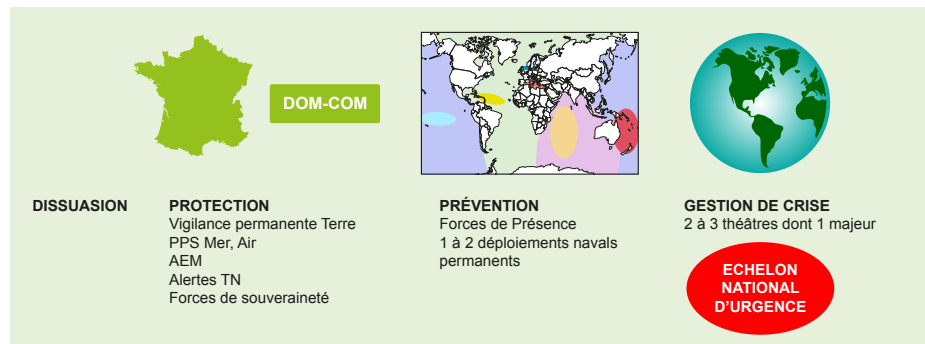 DOM-COM
DISSUASION
PROTECTION
Vigilance permanente Terre
PPS Mer, Air
AEM
Alertes TN
Forces de souveraineté
PRÉVENTION
Forces de Présence
1 à 2 déploiements navals
permanents
GESTION DE CRISE
2 à 3 théâtres dont 1 majeur
ECHELON
NATIONAL
D'URGENCE